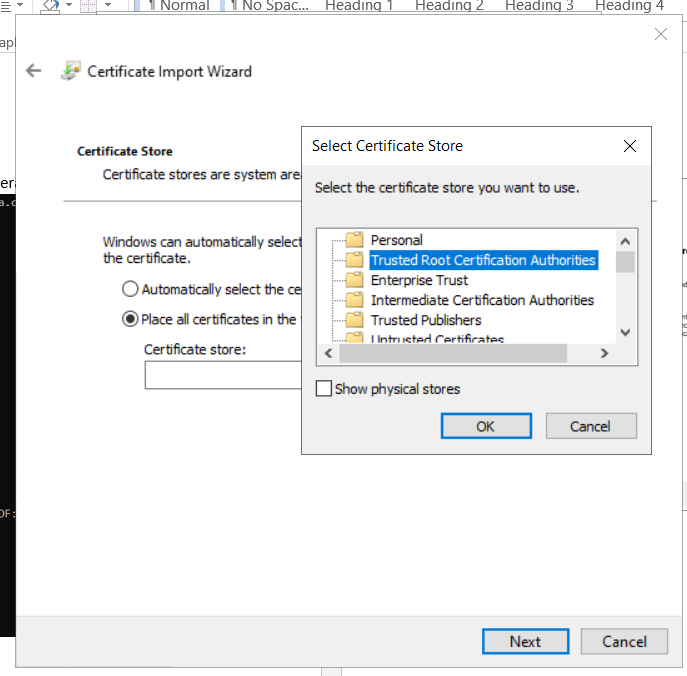 ¶ Normal ¶ No Spac... Heading 1 Heading 2 Heading 3 Heading 4
Certificate Import Wizard
Certificate Store
Certificate stores are system
Windows can automatically select
the certificate.
Automatically select the
Place all certificates in the
Certificate store:
Select Certificate Store
Select the certificate store you want to use.
Personal
Trusted Root Certification Authorities
Enterprise Trust
Intermediate Certification Authorities
Trusted Publishers
Untrusted Certificates
Show physical stores
OK Cancel
Next Cancel